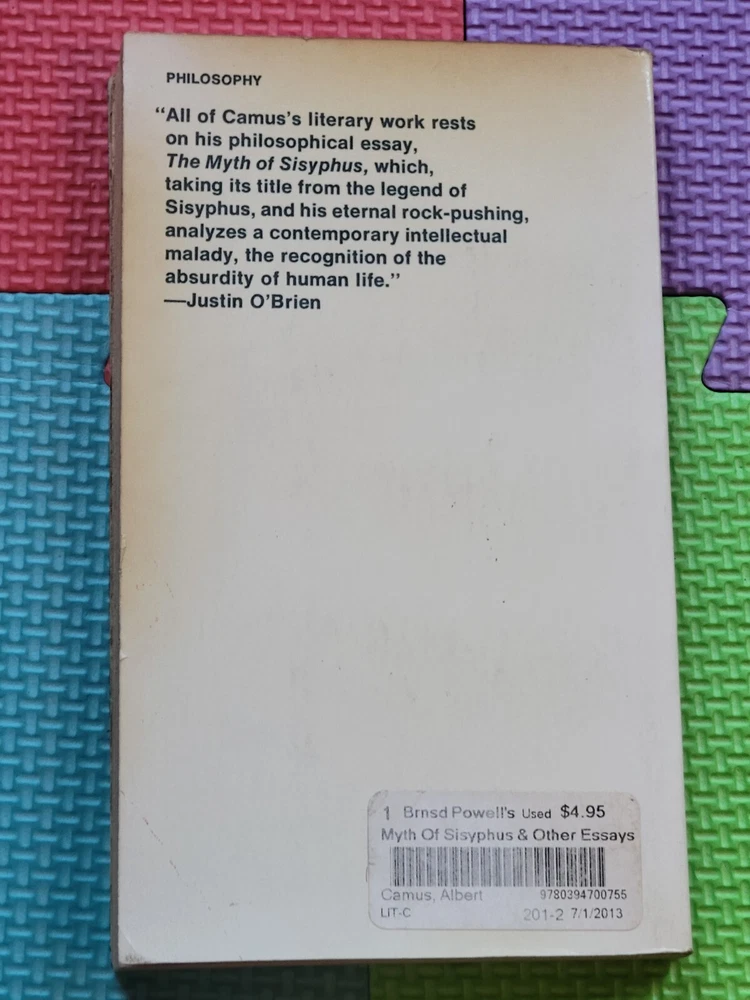 PHILOSOPHY
“All of Camus’s literary work rests
on his philosophical essay,
The Myth of Sisyphus, which,
taking its title from the legend of
Sisyphus, and his eternal rock-pushing,
analyzes a contemporary intellectual
malady, the recognition of the
absurdity of human life.”
—Justin O’Brien
1 Brnsd Powell's Used $4.95
Myth Of Sisyphus & Other Essays
Camus, Albert 9780394700755
LIT-C 201-2 7/1/2013